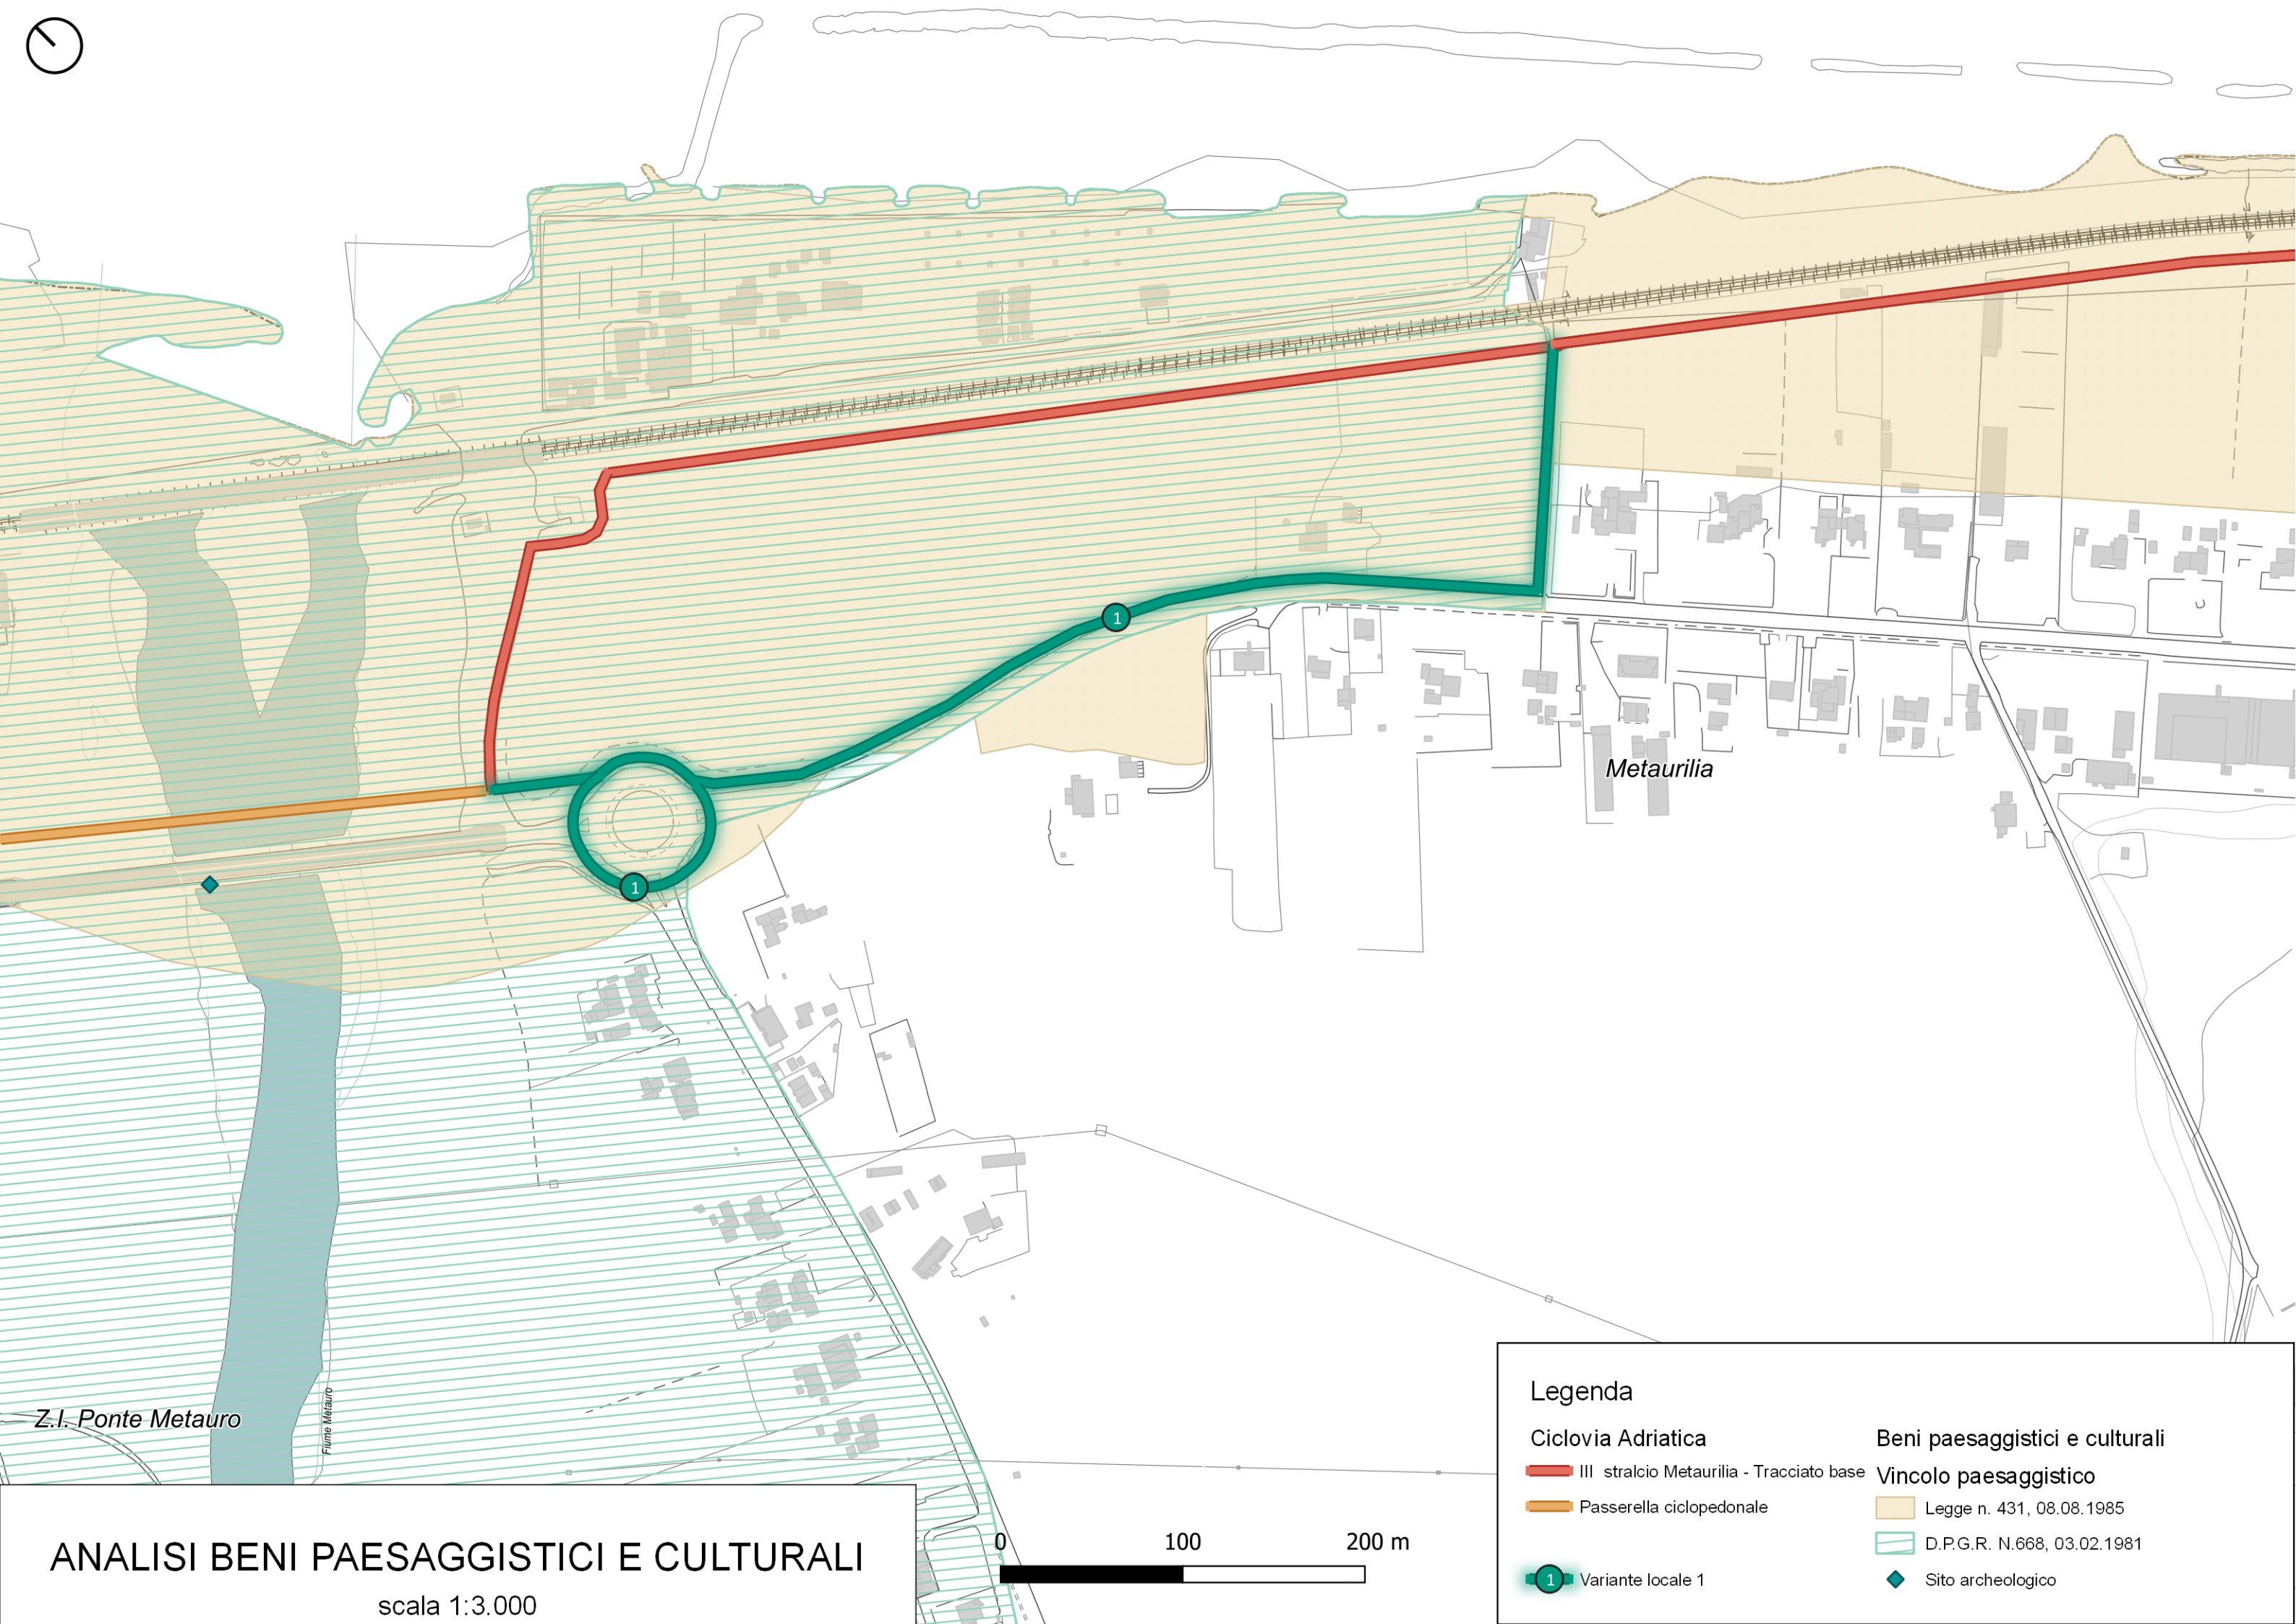 1
1
Metaurilia
Z.I. Ponte Metauro
Fiume Metauro
ANALISI BENI PAESAGGISTICI E CULTURALI
scala 1:3.000
0 100 200 m
Legenda
Ciclovia Adriatica
III stralcio Metaurilia - Tracciato base
Passerella ciclopedonale
1 Variante locale 1
Beni paesaggistici e culturali
Vincolo paesaggistico
Legge n. 431, 08.08.1985
D.P.G.R. N.668, 03.02.1981
Sito archeologico